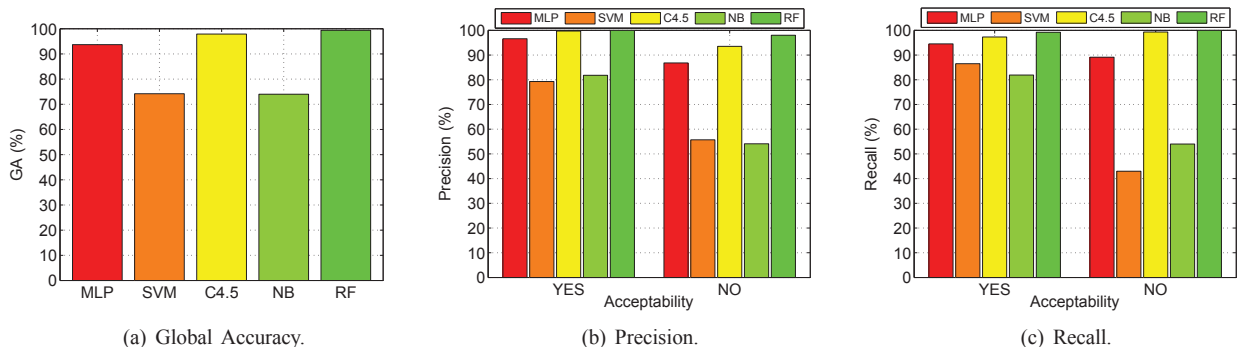 100
90
80
70
60
50
40
30
20
10
0
GA (%)
MLP SVM C4.5 NB RF
(a) Global Accuracy.
MLP SVM C4.5 NB RF
100
90
80
70
60
50
40
30
20
10
0
Precision (%)
YES NO
Acceptability
(b) Precision.
MLP SVM C4.5 NB RF
100
90
80
70
60
50
40
30
20
10
0
Recall (%)
YES NO
Acceptability
(c) Recall.